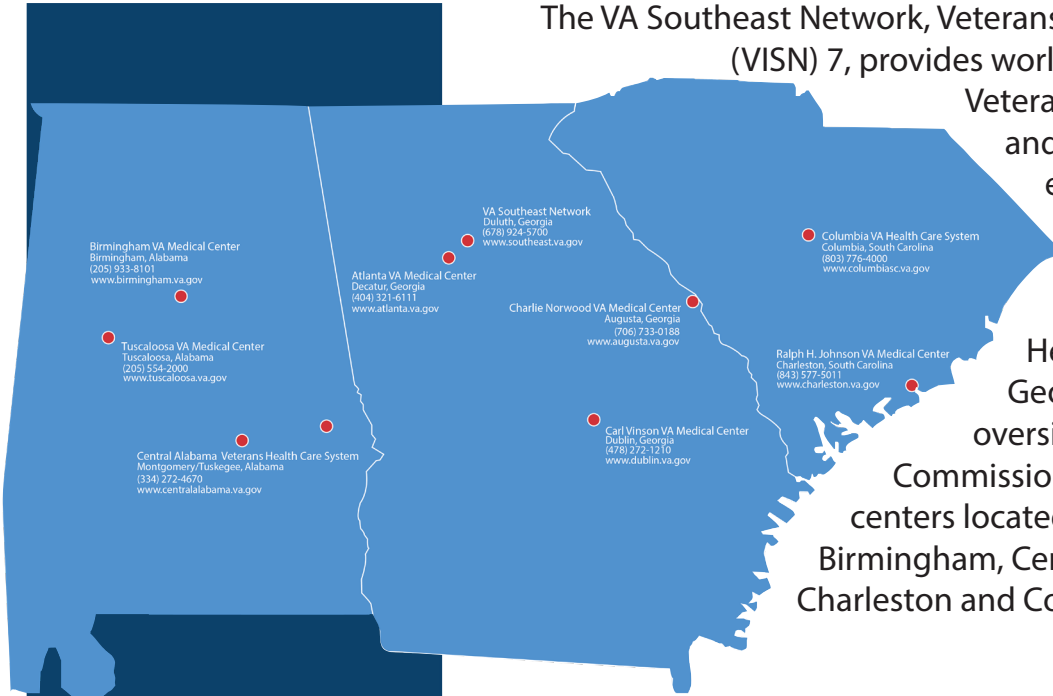 The VA Southeast Network, Veterans
(VISN) 7, provides worl
Vetera
and
e
VA Southeast Network
Duluth, Georgia
(678) 924-5700
www.southeast.va.gov
Birmingham VA Medical Center
Birmingham, Alabama
(205) 933-8101
www.birmingham.va.gov
Atlanta VA Medical Center
Decatur, Georgia
(404) 321-6111
www.atlanta.va.gov
Columbia VA Health Care System
Columbia, South Carolina
(803) 776-4000
www.columbiasc.va.gov
Charlie Norwood VA Medical Center
Augusta, Georgia
(706) 733-0188
www.augusta.va.gov
Tuscaloosa VA Medical Center
Tuscaloosa, Alabama
(205) 554-2000
www.tuscaloosa.va.gov
Ralph H. Johnson VA Medical Center
Charleston, South Carolina
(843) 577-5011
www.charleston.va.gov
Carl Vinson VA Medical Center
Dublin, Georgia
(478) 272-1210
www.dublin.va.gov
Central Alabama Veterans Health Care System
Montgomery/Tuskegee, Alabama
(334) 272-4670
www.centralalabama.va.gov
He
Geo
oversi
Commission
centers located
Birmingham, Cen
Charleston and Co